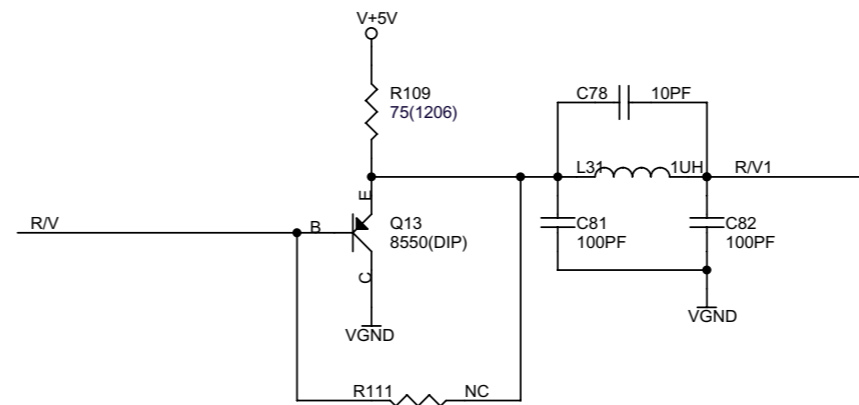 V+5V
R109
75(1206)
C78 10PF
L31 1UH R/V1
E
R/V
B
Q13
8550(DIP)
C81
100PF
C82
100PF
C
VGND
VGND
R111 NC